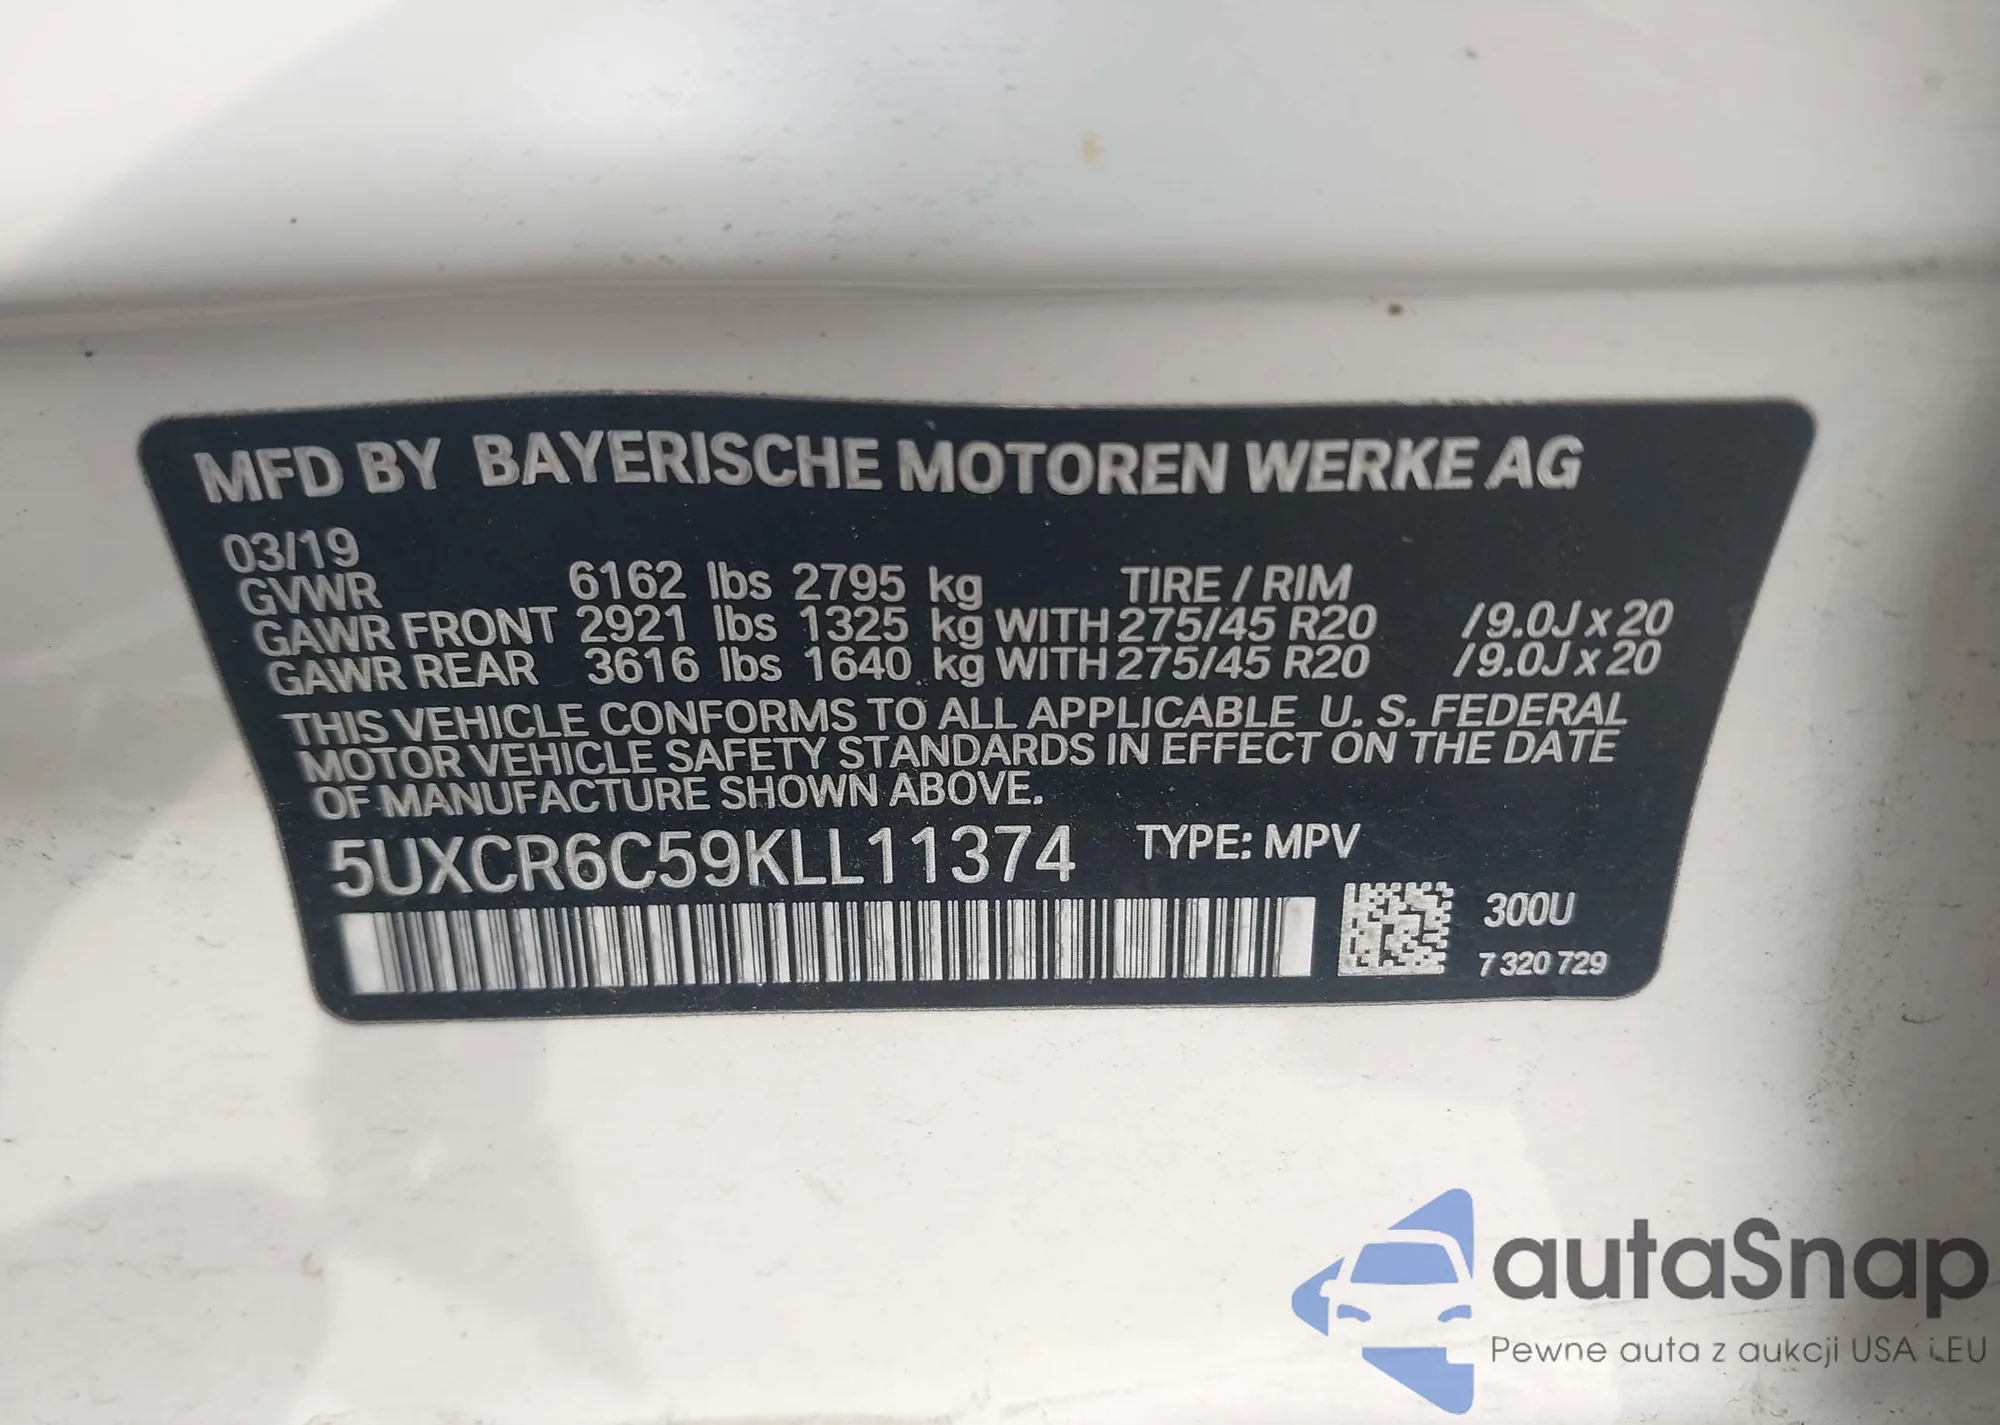 MFD BY BAYERISCHE MOTOREN WERKE AG
03/19
GVWR 6162 lbs 2795 kg TIRE / RIM
GAWR FRONT 2921 lbs 1325 kg WITH 275/45 R20 /9.0J x 20
GAWR REAR 3616 lbs 1640 kg WITH 275/45 R20 /9.0J x 20
THIS VEHICLE CONFORMS TO ALL APPLICABLE U. S. FEDERAL
MOTOR VEHICLE SAFETY STANDARDS IN EFFECT ON THE DATE
OF MANUFACTURE SHOWN ABOVE.
5UXCR6C59KLL11374 TYPE: MPV
300U
7 320 729
autaSnap
Pewne auta z aukcji USA i EU